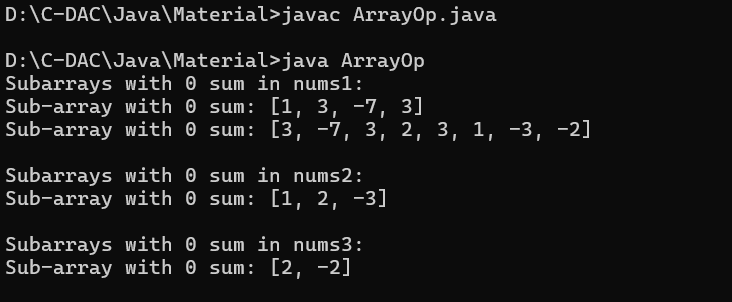 D:\C-DAC\Java\Material>javac ArrayOp.java
D:\C-DAC\Java\Material>java ArrayOp
Subarrays with 0 sum in nums1:
Sub-array with 0 sum: [1, 3, -7, 3]
Sub-array with 0 sum: [3, -7, 3, 2, 3, 1, -3, -2]
Subarrays with 0 sum in nums2:
Sub-array with 0 sum: [1, 2, -3]
Subarrays with 0 sum in nums3:
Sub-array with 0 sum: [2, -2]